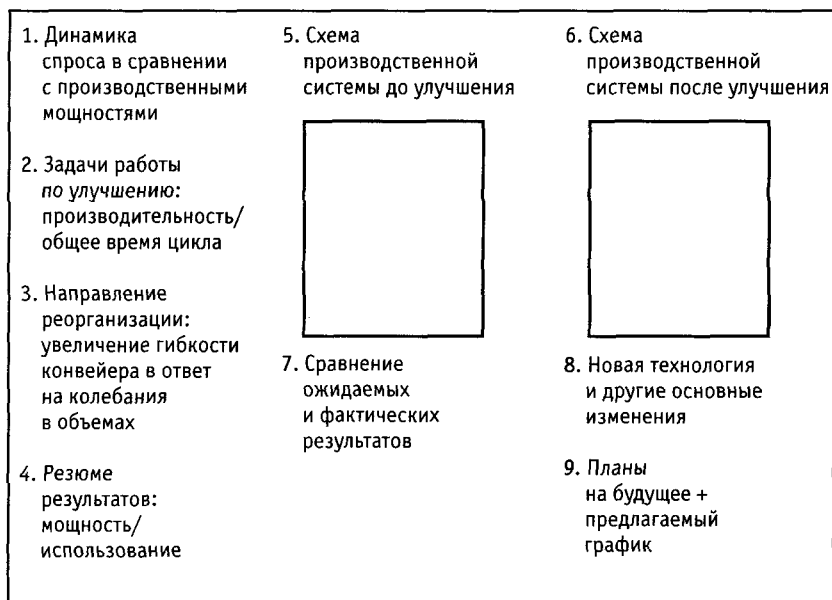 1. Динамика
спроса в сравнении
с производственными
мощностями
2. Задачи работы
по улучшению:
производительность/
общее время цикла
3. Направление
реорганизации:
увеличение гибкости
конвейера в ответ
на колебания
в объемах
4. Резюме
результатов:
мощность/
использование
5. Схема
производственной
системы до улучшения
7. Сравнение
ожидаемых
и фактических
результатов
6. Схема
производственной
системы после улучшения
8. Новая технология
и другие основные
изменения
9. Планы
на будущее +
предлагаемый
график